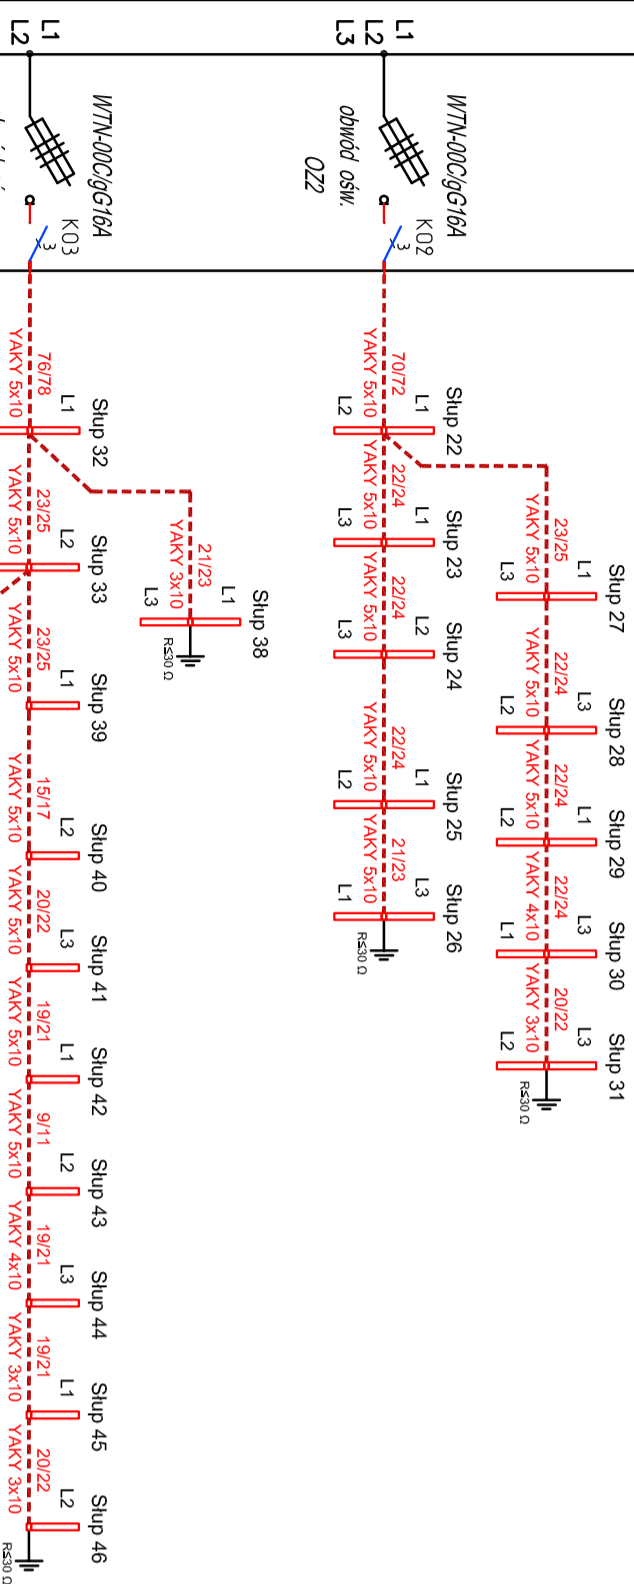 L1
L2
L3
WTN-00C/gG16A
obwód ośw.
OZ2
K02
3
70/72
YAKY 5x10
Słup 22
L1
L2
22/24
YAKY 5x10
Słup 23
L1
L3
22/24
YAKY 5x10
Słup 24
L2
L3
22/24
YAKY 5x10
Słup 25
L1
L2
21/23
YAKY 5x10
Słup 26
L3
L1
R≤30 Ω
23/25
YAKY 5x10
Słup 27
L1
L3
22/24
YAKY 5x10
Słup 28
L3
L2
22/24
YAKY 5x10
Słup 29
L1
L2
22/24
YAKY 4x10
Słup 30
L3
L1
20/22
YAKY 3x10
Słup 31
L3
L2
R≤30 Ω
L1
L2
WTN-00C/gG16A
K03
3
76/78
YAKY 5x10
Słup 32
L1
21/23
YAKY 3x10
Słup 38
L1
L3
R≤30 Ω
23/25
YAKY 5x10
Słup 33
L2
23/25
YAKY 5x10
Słup 39
L1
15/17
YAKY 5x10
Słup 40
L2
20/22
YAKY 5x10
Słup 41
L3
19/21
YAKY 5x10
Słup 42
L1
9/11
YAKY 5x10
Słup 43
L2
19/21
YAKY 4x10
Słup 44
L3
19/21
YAKY 3x10
Słup 45
L1
20/22
YAKY 3x10
Słup 46
L2
R≤30 Ω